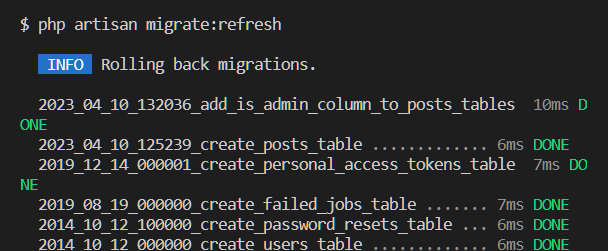 $ php artisan migrate:refresh
INFO Rolling back migrations.
2023_04_10_132036_add_is_admin_column_to_posts_tables 10ms D
ONE
2023_04_10_125239_create_posts_table ............. 6ms DONE
2019_12_14_000001_create_personal_access_tokens_table 7ms DO
NE
2019_08_19_000000_create_failed_jobs_table ....... 7ms DONE
2014_10_12_100000_create_password_resets_table ... 6ms DONE
2014_10_12_000000_create_users_table ............. 6ms DONE